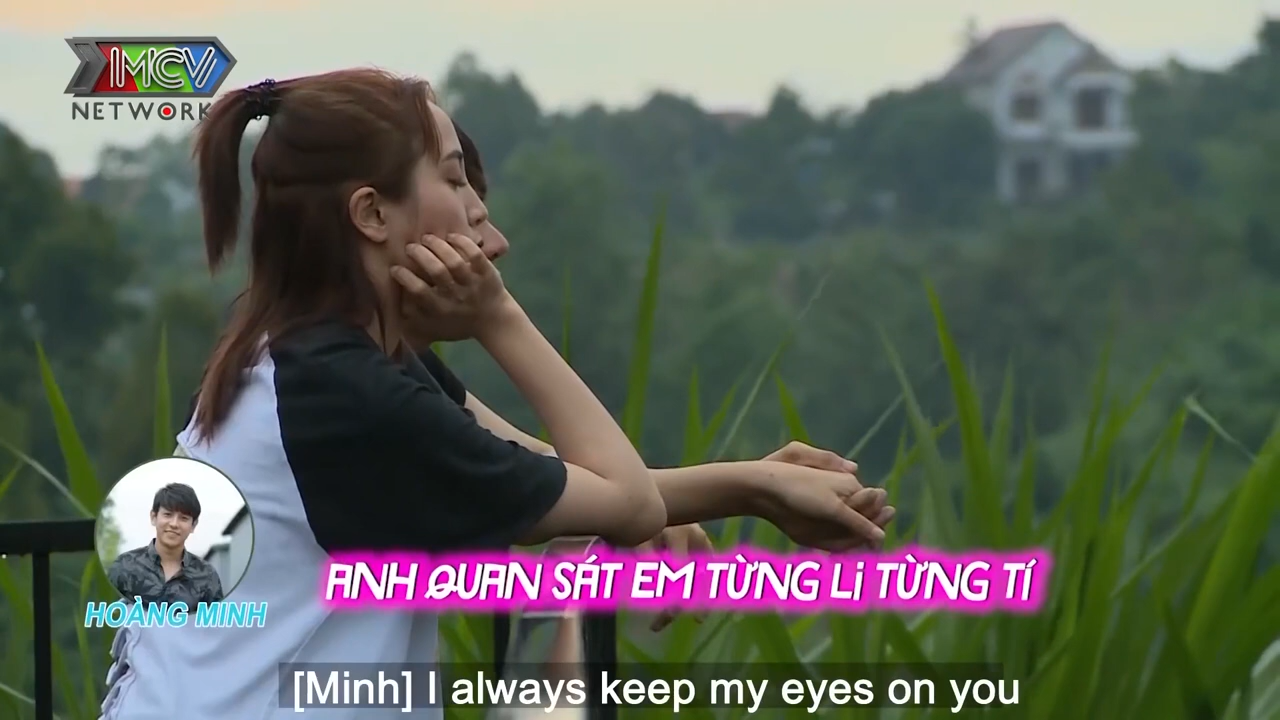 MCV
NETWORK
ANH QUAN SÁT EM TỪNG LI TỪNG TÍ
HOÀNG MINH
[Minh] I always keep my eyes on you